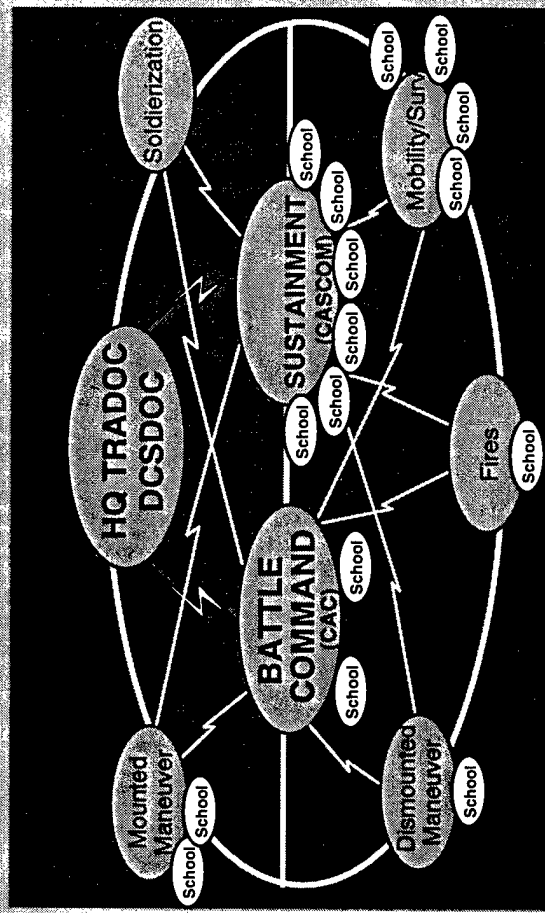 Mounted
Maneuver
School
School
HQ TRADOC
DCSDOC
Soldierization
BATTLE
COMMAND
(CAC)
School
School
SUSTAINMENT
(CASCOM)
School
School
School
School
School
School
Dismounted
Maneuver
School
Fires
School
Mobility/Surv
School
School
School
School